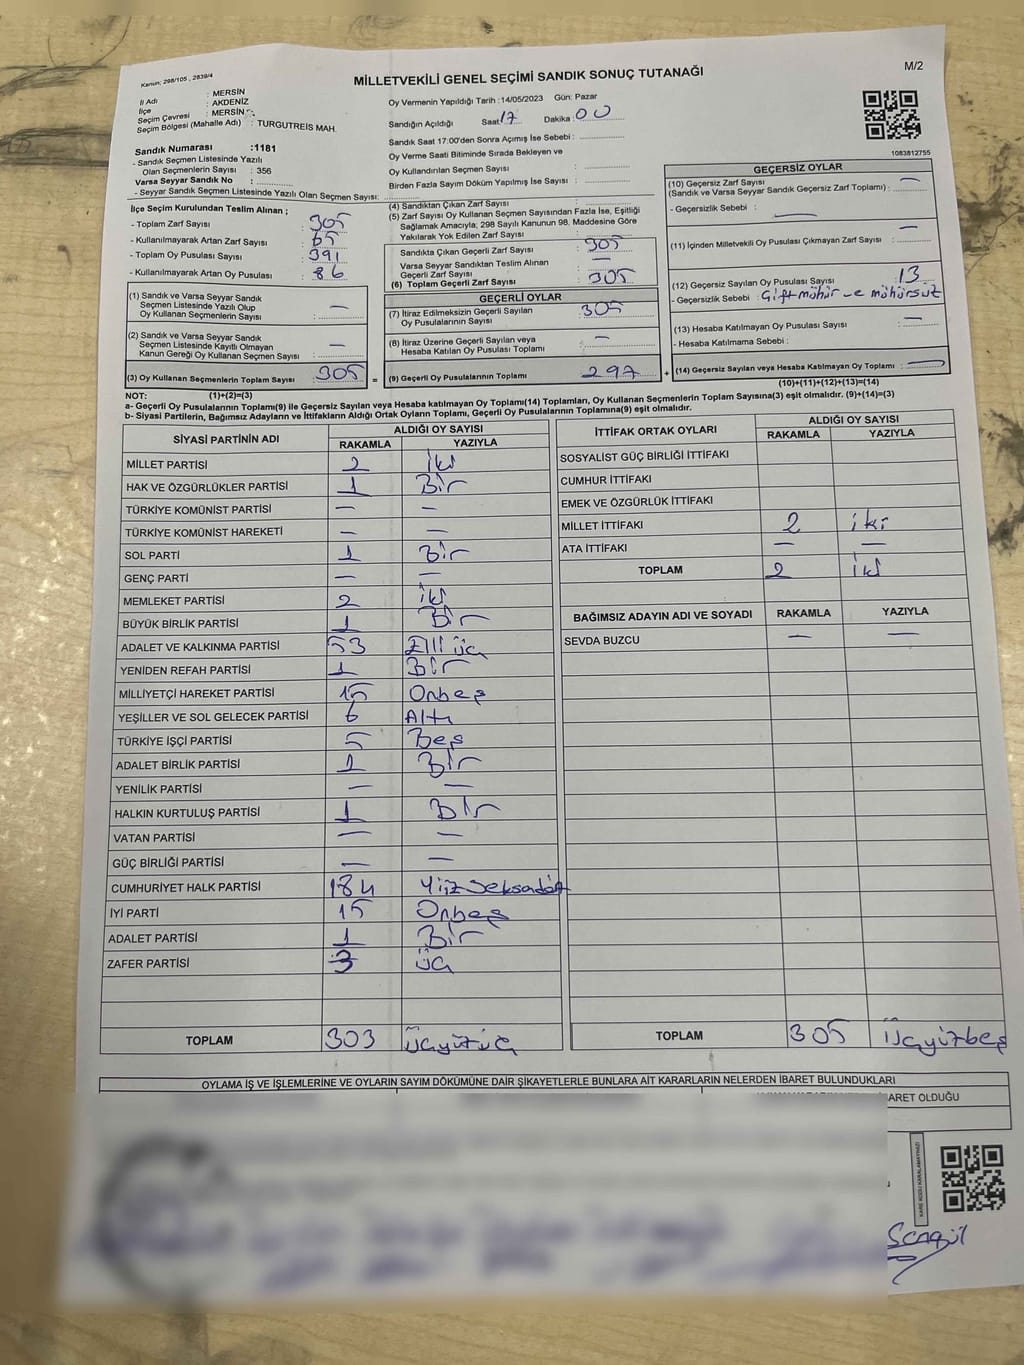 Kanun: 298/105 , 2839/4
MİLLETVEKİLİ GENEL SEÇİMİ SANDIK SONUÇ TUTANAĞI
M/2
İl Adı : MERSİN
İlçe : AKDENİZ
Seçim Çevresi : MERSİN
Seçim Bölgesi (Mahalle Adı) : TURGUTREİS MAH.
Sandık Numarası :1181
- Sandık Seçmen Listesinde Yazılı
Olan Seçmenlerin Sayısı : 356
Varsa Seyyar Sandık No :
- Seyyar Sandık Seçmen Listesinde Yazılı Olan Seçmen Sayısı:
Oy Vermenin Yapıldığı Tarih :14/05/2023 Gün: Pazar
Sandığın Açıldığı Saat: 17 Dakika: 00
Sandık Saat 17:00'den Sonra Açımış İse Sebebi :
Oy Verme Saati Bitiminde Sırada Bekleyen ve
Oy Kullandırılan Seçmen Sayısı :
Birden Fazla Sayım Döküm Yapılmış İse Sayısı :
1083812755
İlçe Seçim Kurulundan Teslim Alınan ;
- Toplam Zarf Sayısı : 305
- Kullanılmayarak Artan Zarf Sayısı : 65
- Toplam Oy Pusulası Sayısı : 391
- Kullanılmayarak Artan Oy Pusulası : 86
(1) Sandık ve Varsa Seyyar Sandık
Seçmen Listesinde Yazılı Olup
Oy Kullanan Seçmenlerin Sayısı : —
(2) Sandık ve Varsa Seyyar Sandık
Seçmen Listesinde Kayıtlı Olmayan
Kanun Gereği Oy Kullanan Seçmen Sayısı : —
(3) Oy Kullanan Seçmenlerin Toplam Sayısı : 305 =
(4) Sandıktan Çıkan Zarf Sayısı :
(5) Zarf Sayısı Oy Kullanan Seçmen Sayısından Fazla İse, Eşitliği
Sağlamak Amacıyla; 298 Sayılı Kanunun 98. Maddesine Göre
Yakılarak Yok Edilen Zarf Sayısı :
Sandıkta Çıkan Geçerli Zarf Sayısı : 305
Varsa Seyyar Sandıktan Teslim Alınan
Geçerli Zarf Sayısı : —
(6) Toplam Geçerli Zarf Sayısı : 305
GEÇERLİ OYLAR
(7) İtiraz Edilmeksizin Geçerli Sayılan
Oy Pusulalarının Sayısı : 305
(8) İtiraz Üzerine Geçerli Sayılan veya
Hesaba Katılan Oy Pusulası Toplamı : —
(9) Geçerli Oy Pusulalarının Toplamı : 297 +
GEÇERSİZ OYLAR
(10) Geçersiz Zarf Sayısı
(Sandık ve Varsa Seyyar Sandık Geçersiz Zarf Toplamı) : —
- Geçersizlik Sebebi : —
(11) İçinden Milletvekili Oy Pusulası Çıkmayan Zarf Sayısı : —
(12) Geçersiz Sayılan Oy Pusulası Sayısı : 13
- Geçersizlik Sebebi : Çift mühür ve mühürsüz
(13) Hesaba Katılmayan Oy Pusulası Sayısı : —
- Hesaba Katılmama Sebebi :
(14) Geçersiz Sayılan veya Hesaba Katılmayan Oy Toplamı : —
(10)+(11)+(12)+(13)=(14)
NOT: (1)+(2)=(3)
a- Geçerli Oy Pusulalarının Toplamı(9) ile Geçersiz Sayılan veya Hesaba katılmayan Oy Toplamı(14) Toplamları, Oy Kullanan Seçmenlerin Toplam Sayısına(3) eşit olmalıdır. (9)+(14)=(3)
b- Siyasi Partilerin, Bağımsız Adayların ve İttifakların Aldığı Ortak Oyların Toplamı, Geçerli Oy Pusulalarının Toplamına(9) eşit olmalıdır.
SİYASİ PARTİNİN ADI ALDIĞI OY SAYISI
RAKAMLA YAZIYLA
MİLLET PARTİSİ 2 iki
HAK VE ÖZGÜRLÜKLER PARTİSİ 1 Bir
TÜRKİYE KOMÜNİST PARTİSİ — —
TÜRKİYE KOMÜNİST HAREKETİ — —
SOL PARTİ 1 Bir
GENÇ PARTİ — —
MEMLEKET PARTİSİ 2 iki
BÜYÜK BİRLİK PARTİSİ 1 Bir
ADALET VE KALKINMA PARTİSİ 53 Elli üç
YENİDEN REFAH PARTİSİ 1 Bir
MİLLİYETÇİ HAREKET PARTİSİ 15 Onbeş
YEŞİLLER VE SOL GELECEK PARTİSİ 6 Altı
TÜRKİYE İŞÇİ PARTİSİ 5 Beş
ADALET BİRLİK PARTİSİ 1 Bir
YENİLİK PARTİSİ — —
HALKIN KURTULUŞ PARTİSİ 1 Bir
VATAN PARTİSİ — —
GÜÇ BİRLİĞİ PARTİSİ — —
CUMHURİYET HALK PARTİSİ 184 Yüz seksadört
İYİ PARTİ 15 Onbeş
ADALET PARTİSİ 1 Bir
ZAFER PARTİSİ 3 üç
TOPLAM 303 üçyüzüç
İTTİFAK ORTAK OYLARI ALDIĞI OY SAYISI
RAKAMLA YAZIYLA
SOSYALİST GÜÇ BİRLİĞİ İTTİFAKI
CUMHUR İTTİFAKI
EMEK VE ÖZGÜRLÜK İTTİFAKI
MİLLET İTTİFAKI 2 iki
ATA İTTİFAKI — —
TOPLAM 2 iki
BAĞIMSIZ ADAYIN ADI VE SOYADI RAKAMLA YAZIYLA
SEVDA BUZCU — —
TOPLAM 305 Üçyüzbeş
OYLAMA İŞ VE İŞLEMLERİNE VE OYLARIN SAYIM DÖKÜMÜNE DAİR ŞİKAYETLERLE BUNLARA AİT KARARLARIN NELERDEN İBARET BULUNDUKLARI
BARET OLDUĞU
KARE KODU KARALAMAYINIZ!